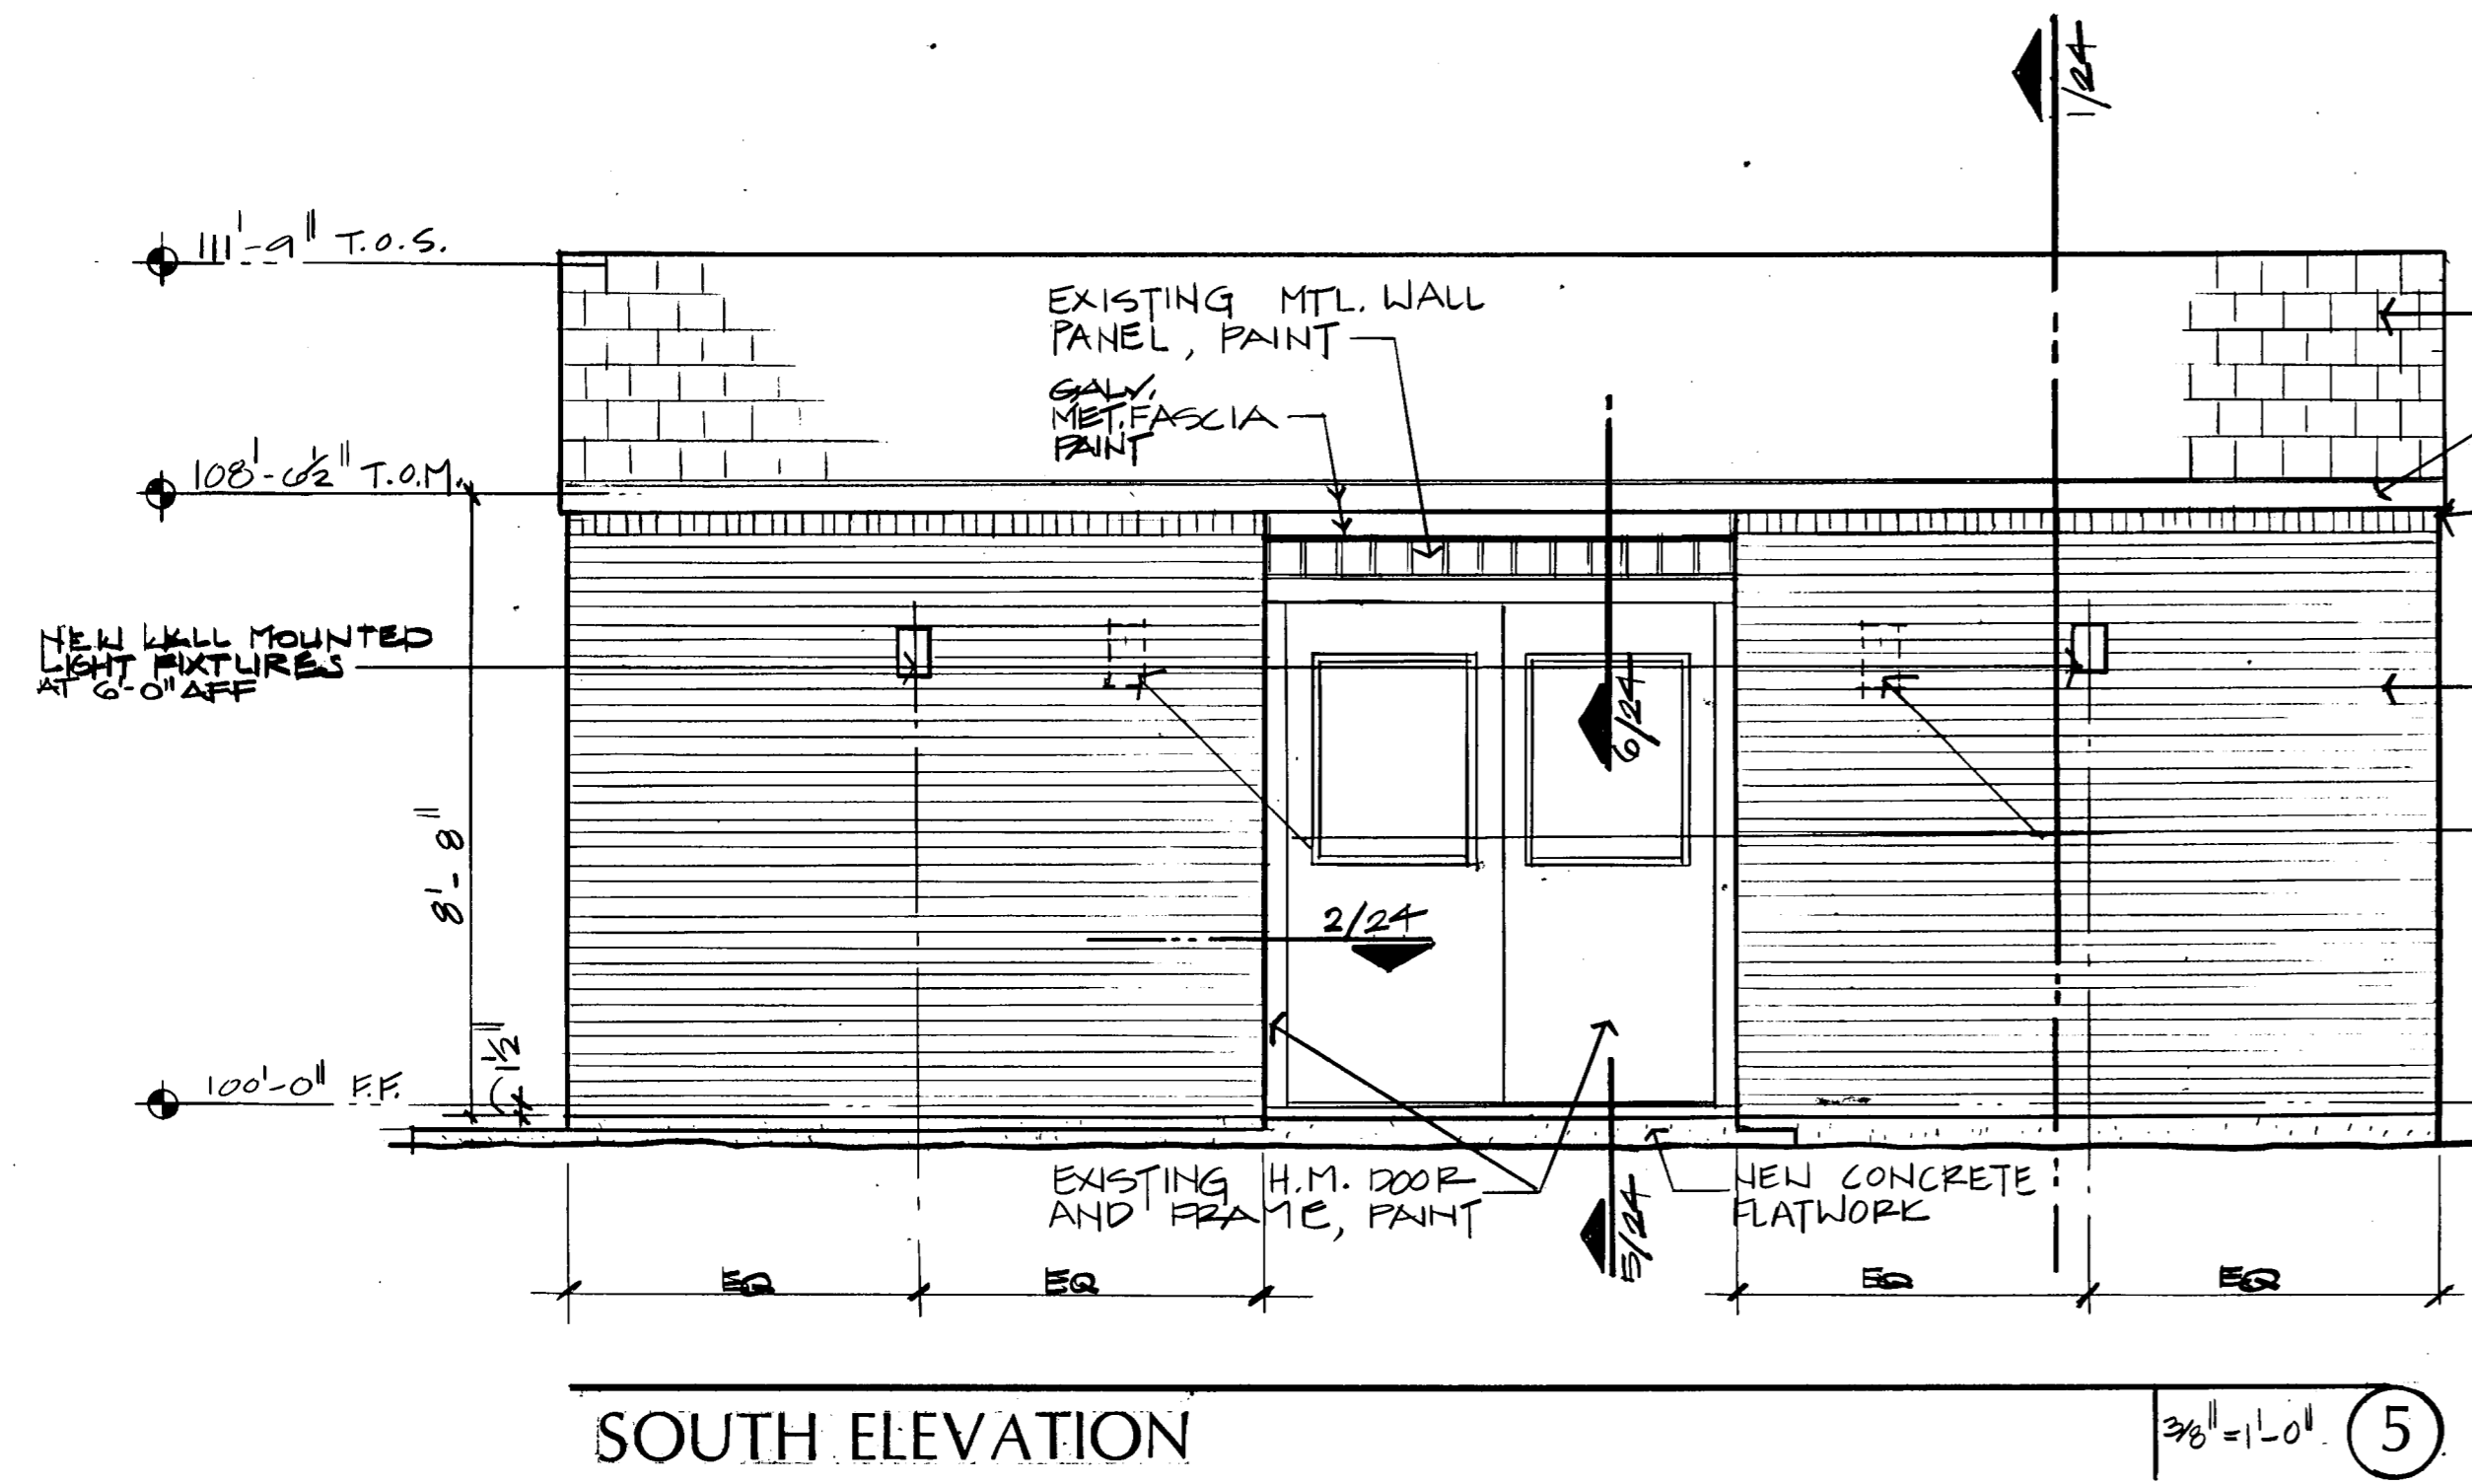 1/24
111'-9" T.O.S.
EXISTING MTL. WALL
PANEL, PAINT
GALV.
MET. FASCIA
PAINT
108'-6½" T.O.M.
NEW WALL MOUNTED
LIGHT FIXTURES
AT 6'-0" AFF
6/24
8'-8"
2/24
1½"
100'-0" F.F.
EXISTING H.M. DOOR
AND FRAME, PAINT
NEW CONCRETE
FLATWORK
5/24
EQ EQ EQ EQ
SOUTH ELEVATION
3/8"=1'-0"
5